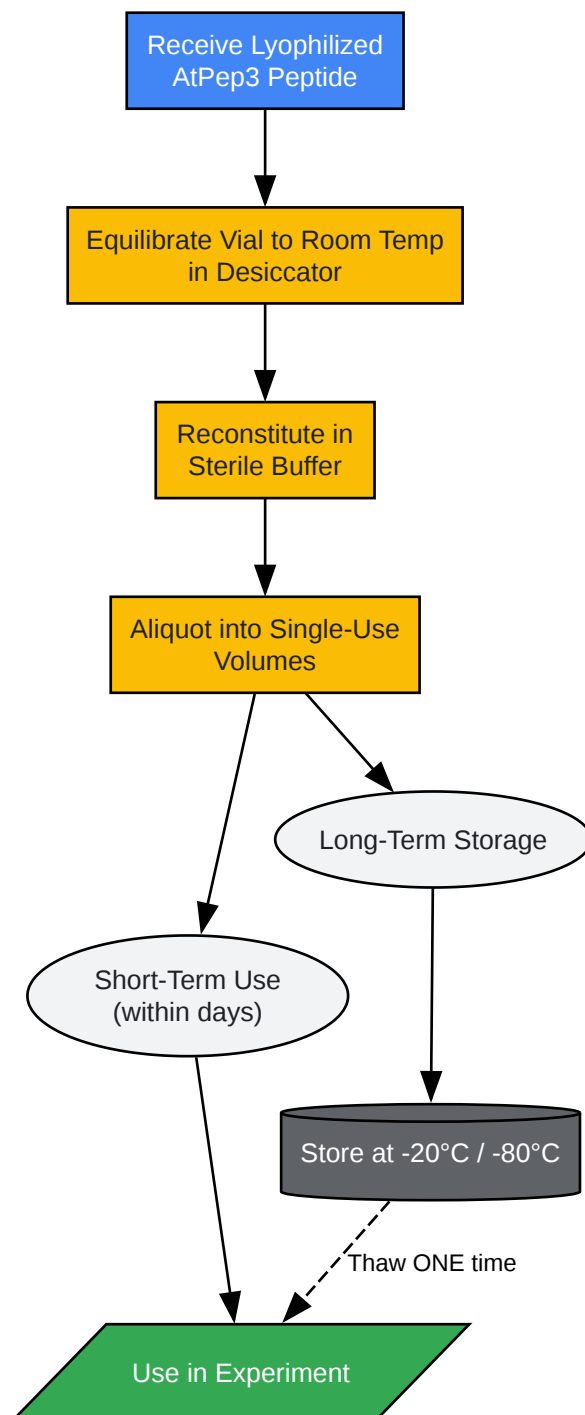 Receive Lyophilized
AtPep3 Peptide
Equilibrate Vial to Room Temp
in Desiccator
Reconstitute in
Sterile Buffer
Aliquot into Single-Use
Volumes
Long-Term Storage
Short-Term Use
(within days)
Store at -20°C / -80°C
Thaw ONE time
Use in Experiment